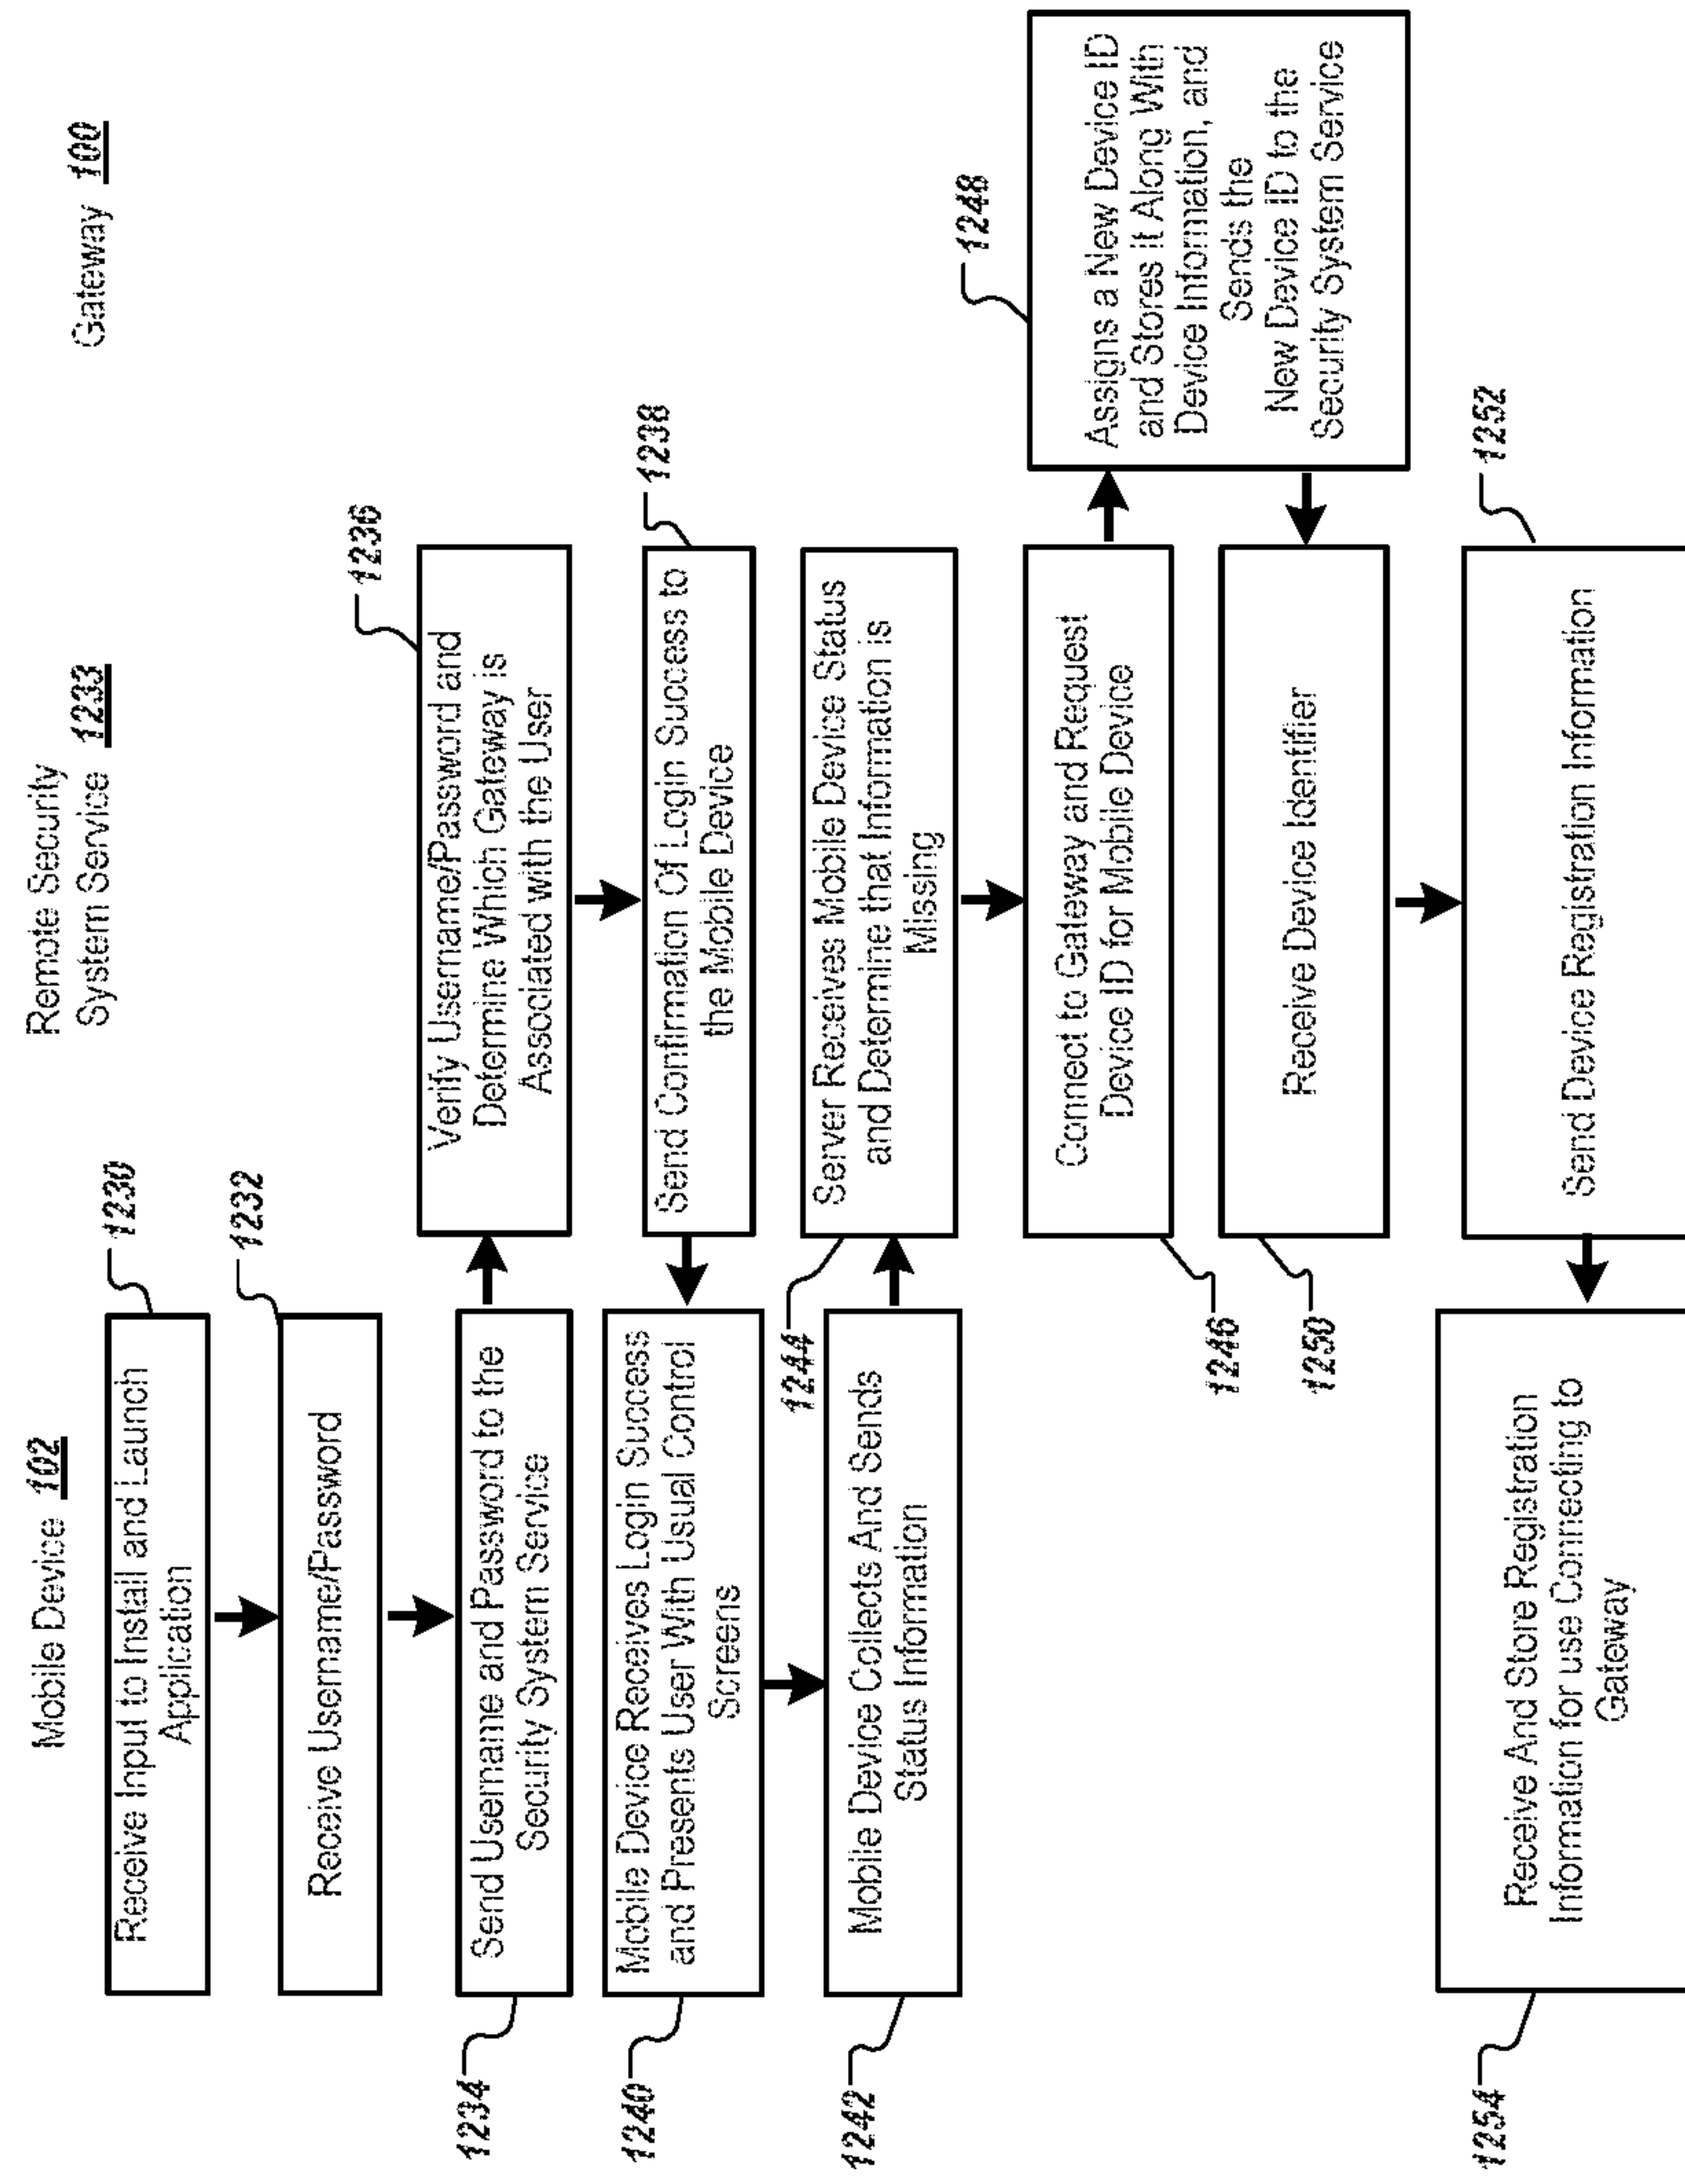 Mobile Device 102
Remote Security
System Service 1233
Gateway 100
Receive Input to Install and Launch
Application
1230
Receive Username/Password
1232
Send Username and Password to the
Security System Service
1234
Verify Username/Password and
Determine Which Gateway is
Associated with the User
1236
Send Confirmation Of Login Success to
the Mobile Device
1238
Mobile Device Receives Login Success
and Presents User With Usual Control
Screens
1240
Mobile Device Collects And Sends
Status Information
1242
Server Receives Mobile Device Status
and Determine that Information is
Missing
1244
Connect to Gateway and Request
Device ID for Mobile Device
1246
Assigns a New Device ID
and Stores it Along With
Device Information, and
Sends the
New Device ID to the
Security System Service
1248
Receive Device Identifier
1250
Send Device Registration Information
1252
Receive And Store Registration
Information for use Connecting to
Gateway
1254